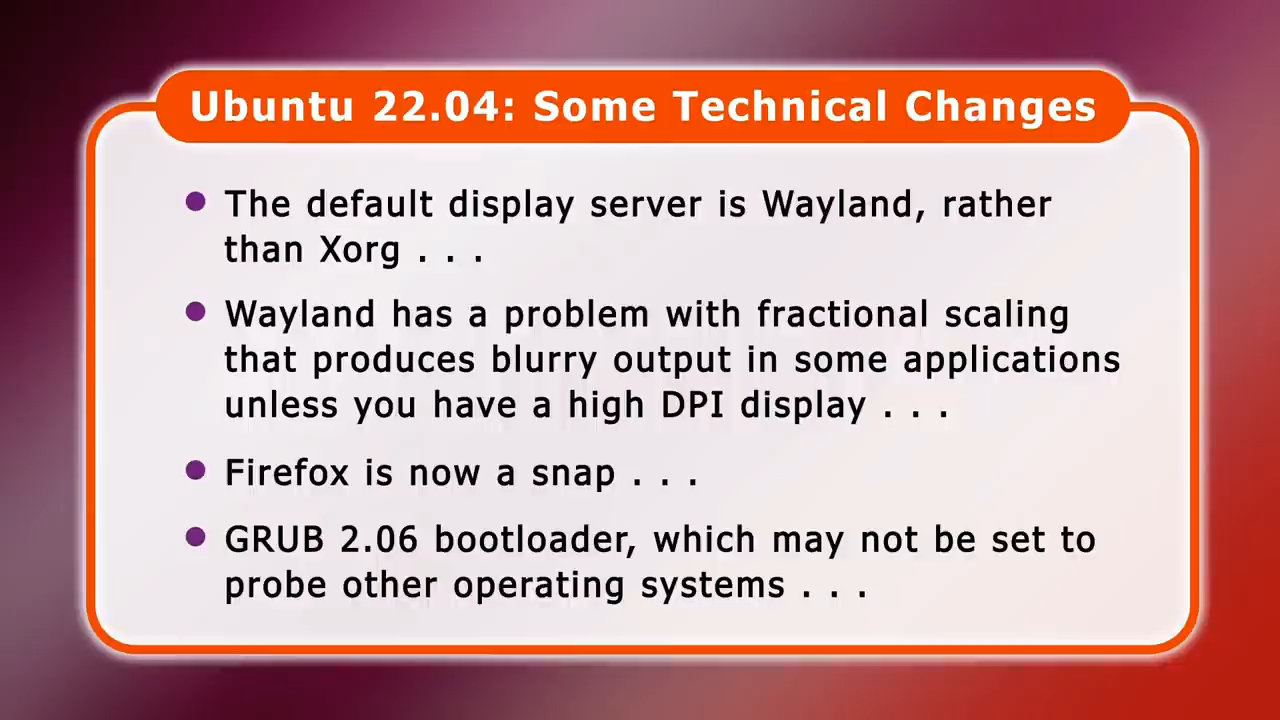 Ubuntu 22.04: Some Technical Changes
The default display server is Wayland, rather
than Xorg . . .
Wayland has a problem with fractional scaling
that produces blurry output in some applications
unless you have a high DPI display . . .
Firefox is now a snap . . .
GRUB 2.06 bootloader, which may not be set to
probe other operating systems . . .